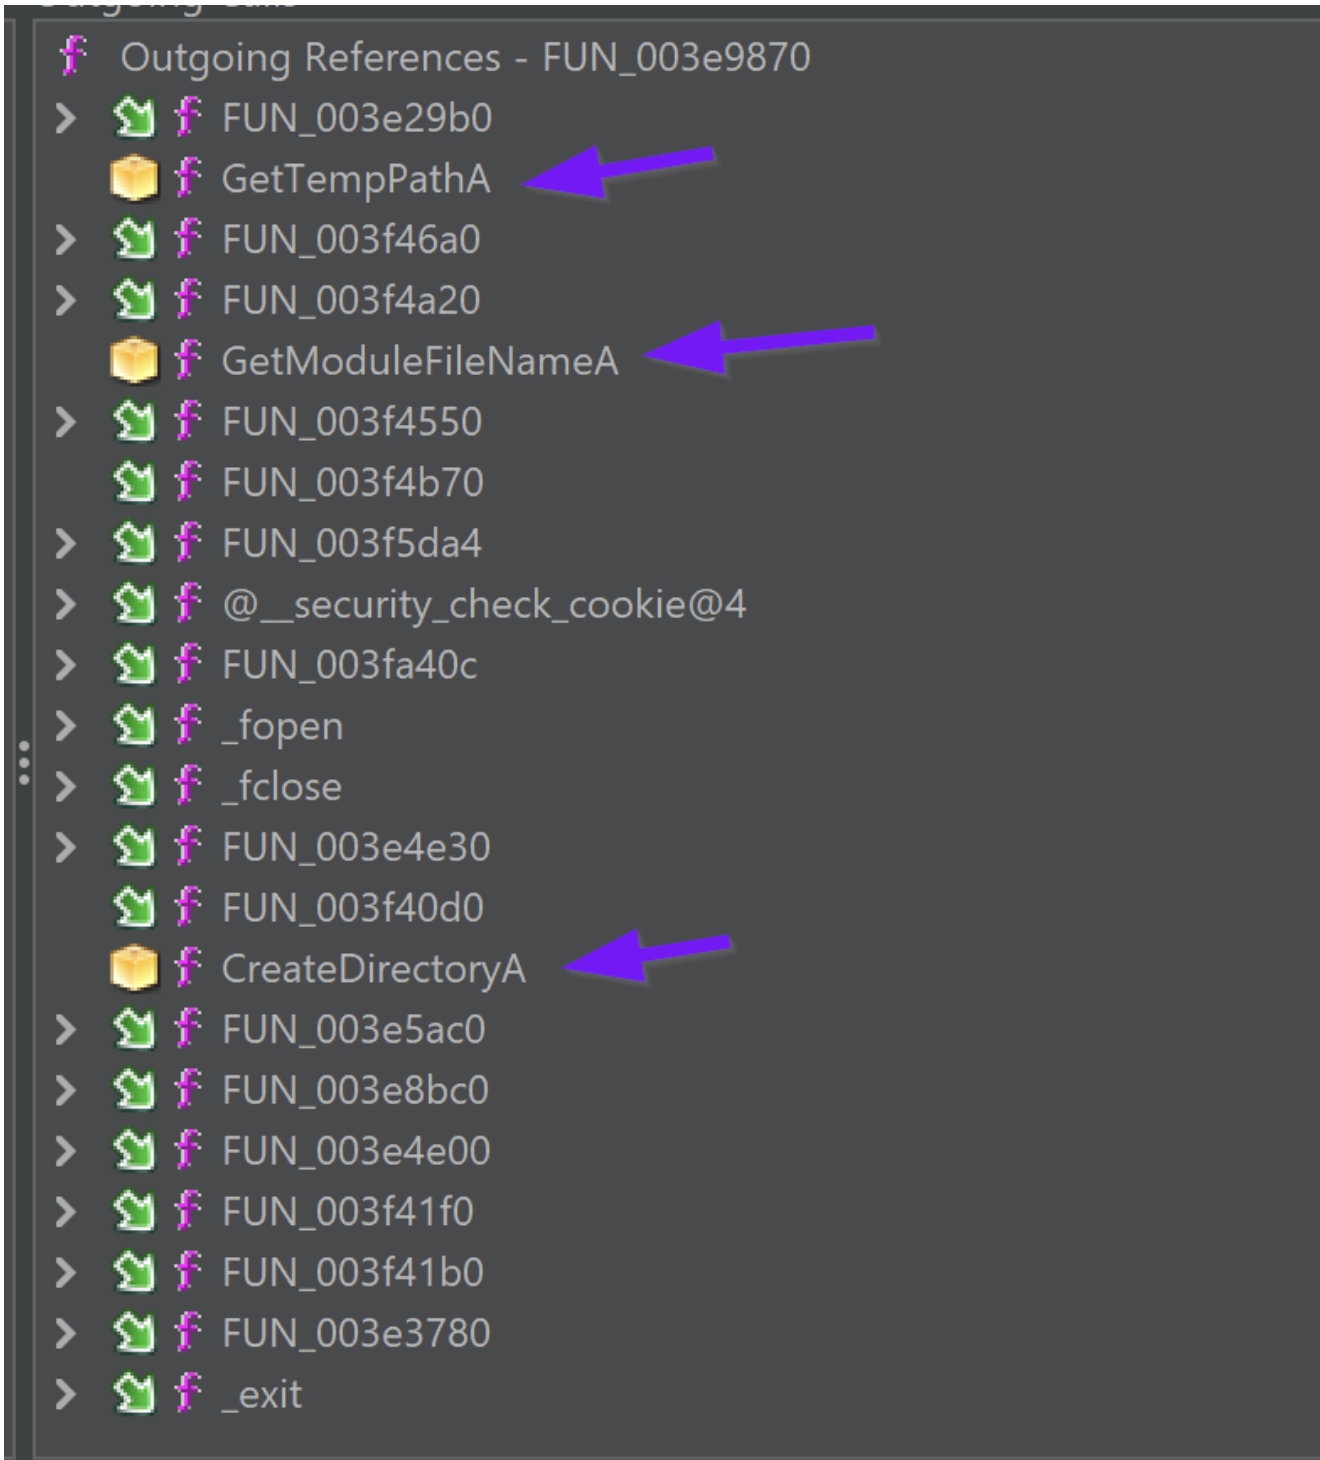 Outgoing References - FUN_003e9870
FUN_003e29b0
GetTempPathA
FUN_003f46a0
FUN_003f4a20
GetModuleFileNameA
FUN_003f4550
FUN_003f4b70
FUN_003f5da4
@__security_check_cookie@4
FUN_003fa40c
_fopen
_fclose
FUN_003e4e30
FUN_003f40d0
CreateDirectoryA
FUN_003e5ac0
FUN_003e8bc0
FUN_003e4e00
FUN_003f41f0
FUN_003f41b0
FUN_003e3780
_exit